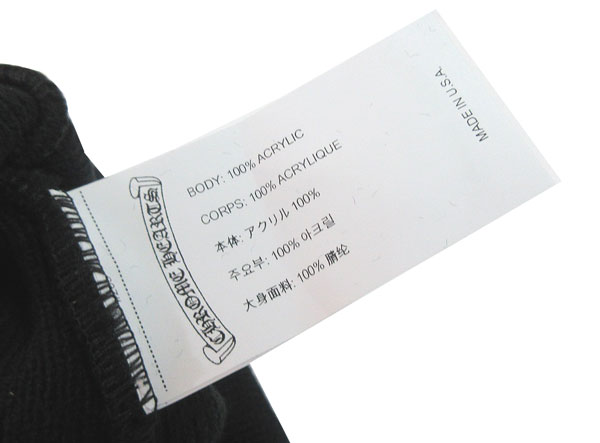 CHROME HEARTS
BODY: 100% ACRYLIC
CORPS: 100% ACRYLIQUE
本体: アクリル 100%
주요부: 100% 아크릴
大身面料: 100% 腈纶
MADE IN U.S.A.